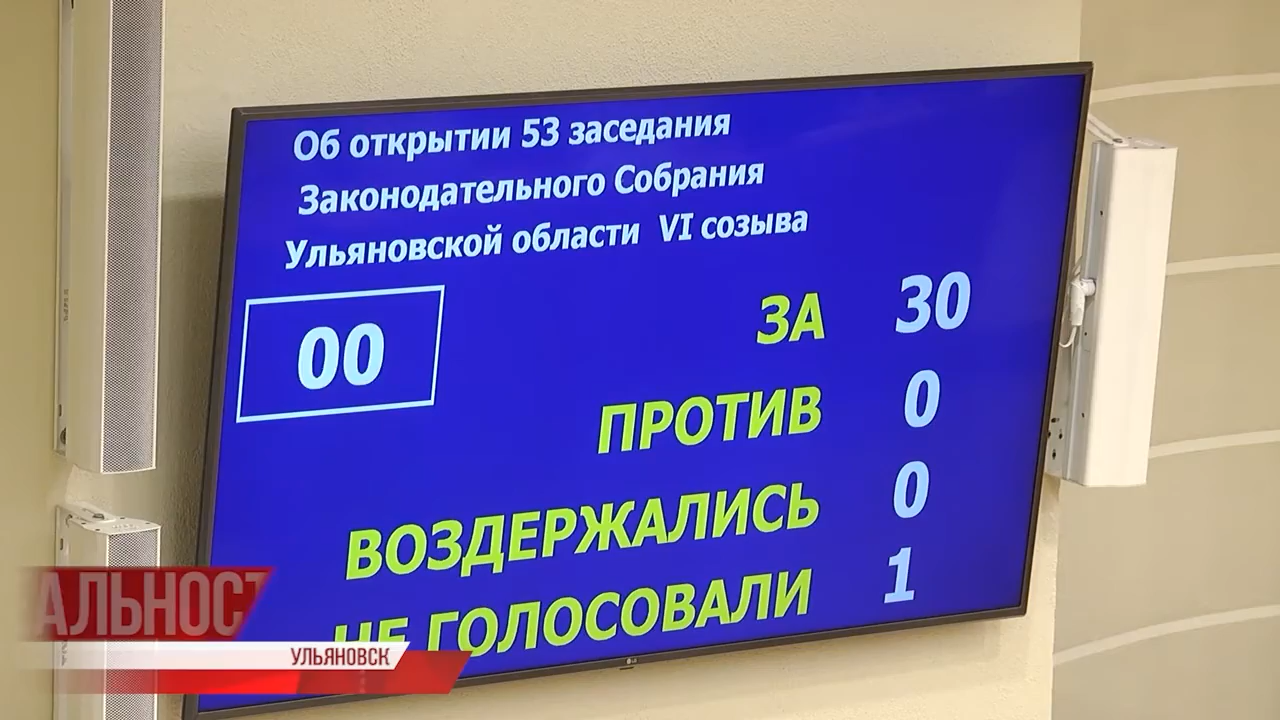 Об открытии 53 заседания
Законодательного Собрания
Ульяновской области VI созыва
00
ЗА 30
ПРОТИВ 0
ВОЗДЕРЖАЛИСЬ 0
НЕ ГОЛОСОВАЛИ 1
LG
АЛЬНОСТ
УЛЬЯНОВСК